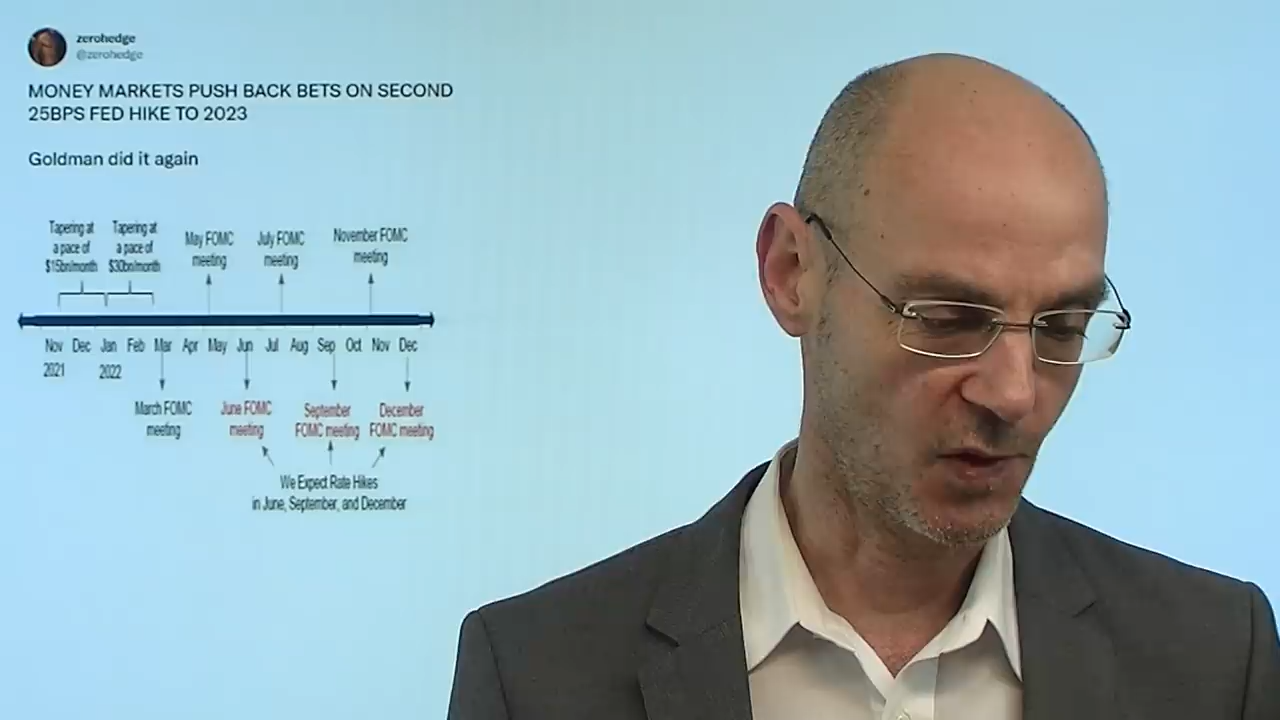 zerohedge
@zerohedge
MONEY MARKETS PUSH BACK BETS ON SECOND
25BPS FED HIKE TO 2023
Goldman did it again
Tapering at
a pace of
$15bn/month
Tapering at
a pace of
$30bn/month
May FOMC
meeting
July FOMC
meeting
November FOMC
meeting
Nov Dec Jan Feb Mar Apr May Jun Jul Aug Sep Oct Nov Dec
2021 2022
March FOMC
meeting
June FOMC
meeting
September
FOMC meeting
December
FOMC meeting
We Expect Rate Hikes
in June, September, and December